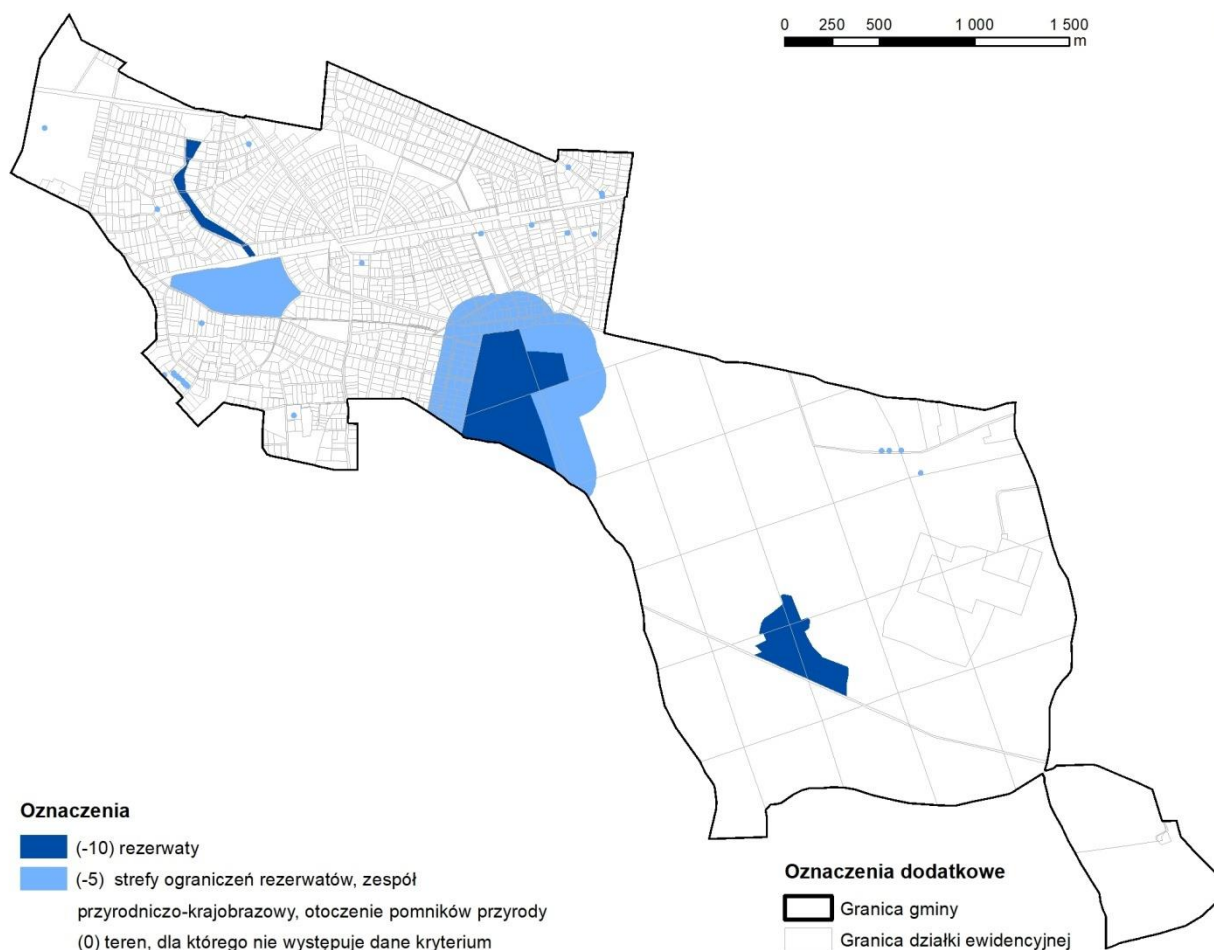 0 250 500 1 000 1 500
m
Oznaczenia
(-10) rezerwaty
(-5) strefy ograniczeń rezerwatów, zespół
przyrodniczo-krajobrazowy, otoczenie pomników przyrody
(0) teren, dla którego nie występuje dane kryterium
Oznaczenia dodatkowe
Granica gminy
Granica działki ewidencyjnej